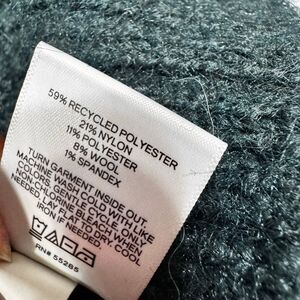 59% RECYCLED POLYESTER
21% NYLON
11% POLYESTER
8% WOOL
1% SPANDEX
TURN GARMENT INSIDE OUT.
MACHINE WASH COLD WITH LIKE
COLORS, GENTLE CYCLE. ONLY
NON-CHLORINE BLEACH WHEN
NEEDED. LAY FLAT TO DRY. COOL
IRON IF NEEDED.
RN# 55285